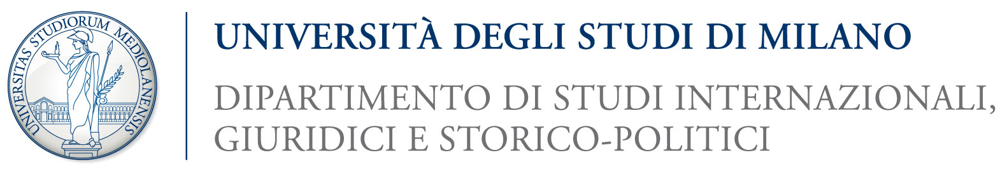 UNIVERSITAS STUDIORUM MEDIOLANENSIS
UNIVERSITÀ DEGLI STUDI DI MILANO
DIPARTIMENTO DI STUDI INTERNAZIONALI,
GIURIDICI E STORICO-POLITICI